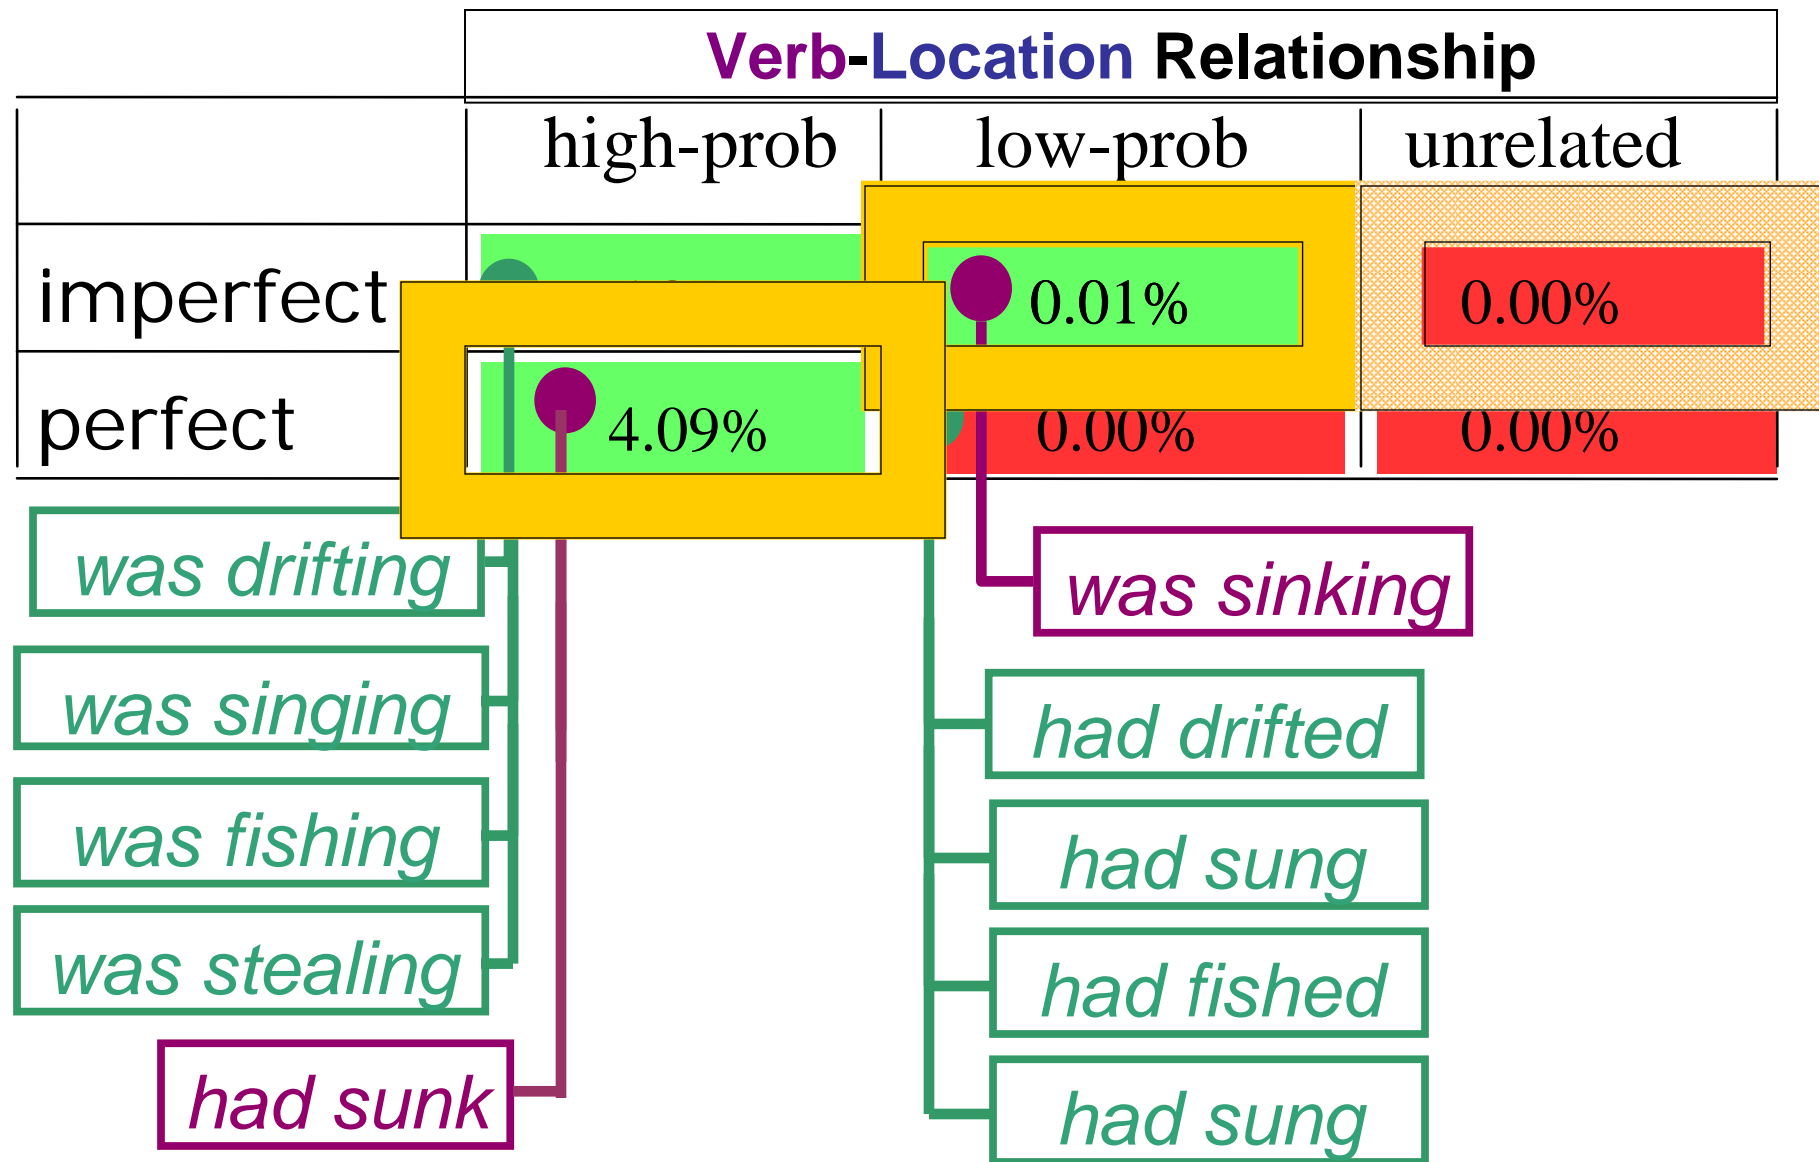 Verb-Location Relationship
high-prob low-prob unrelated
imperfect 0.01% 0.00%
perfect 4.09% 0.00% 0.00%
was drifting
was sinking
was singing
had drifted
was fishing
had sung
was stealing
had fished
had sunk
had sung